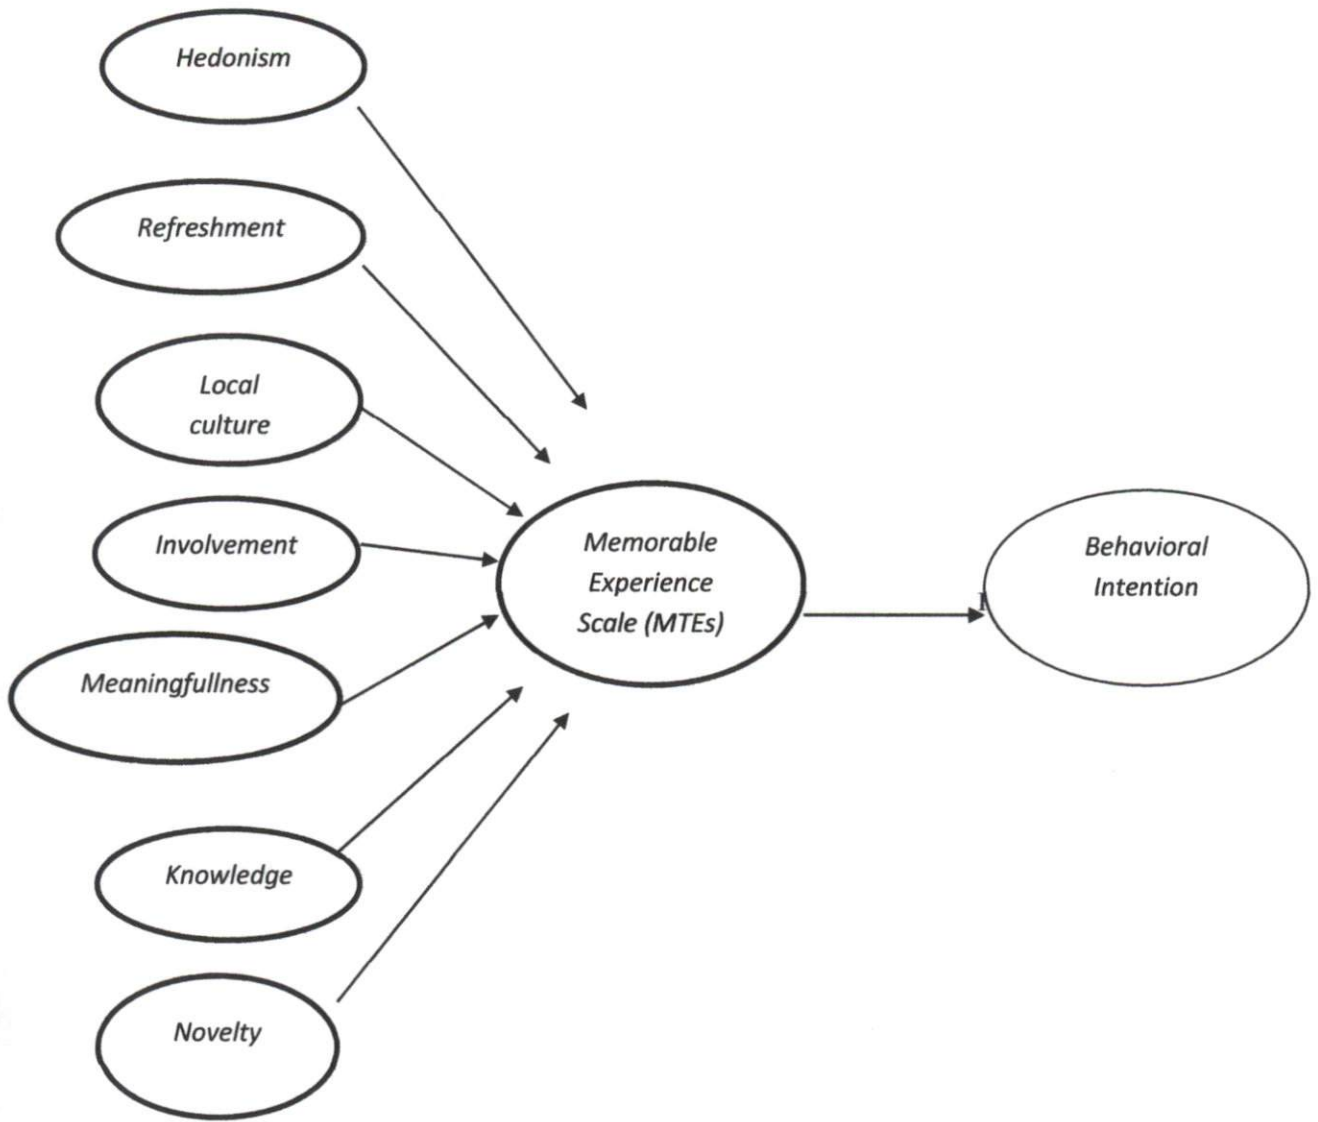 Hedonism
Refreshment
Local
culture
Involvement
Meaningfullness
Knowledge
Novelty
Memorable
Experience
Scale (MTEs)
Behavioral
Intention